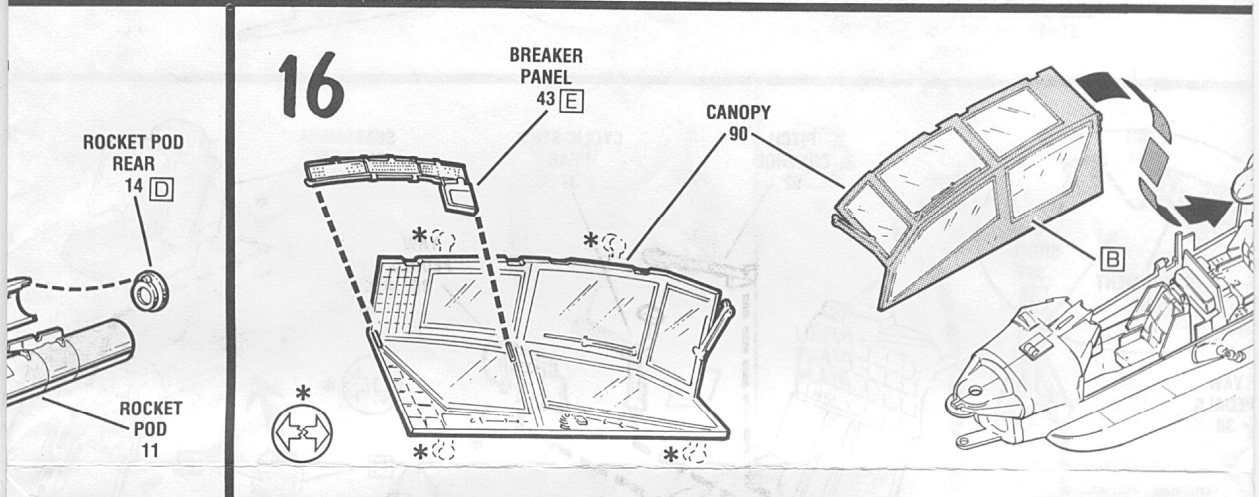 ROCKET POD
REAR
14 D
ROCKET
POD
11
16
BREAKER
PANEL
43 E
CANOPY
90
*
*
*
*
*
B